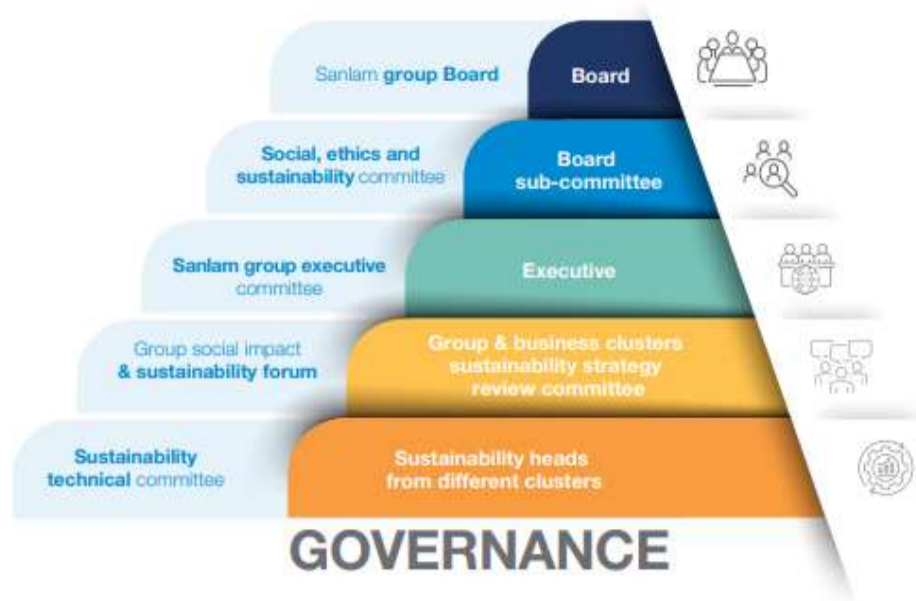 Sanlam group Board
Board
Social, ethics and
sustainability committee
Board
sub-committee
Sanlam group executive
committee
Executive
Group social impact
& sustainability forum
Group & business clusters
sustainability strategy
review committee
Sustainability
technical committee
Sustainability heads
from different clusters
GOVERNANCE